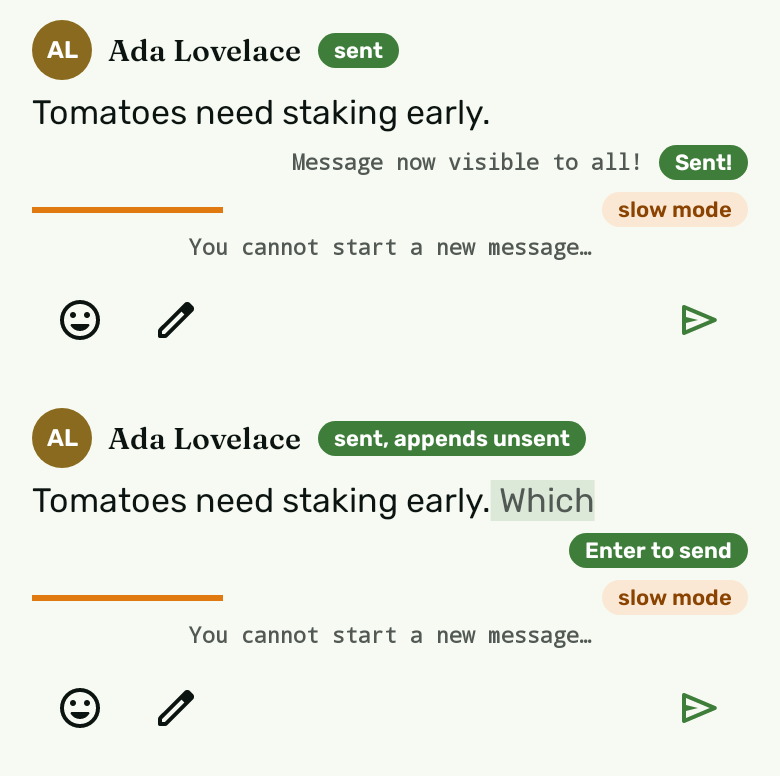 AL Ada Lovelace sent
Tomatoes need staking early.
Message now visible to all! Sent!
slow mode
You cannot start a new message…
AL Ada Lovelace sent, appends unsent
Tomatoes need staking early. Which
Enter to send
slow mode
You cannot start a new message…